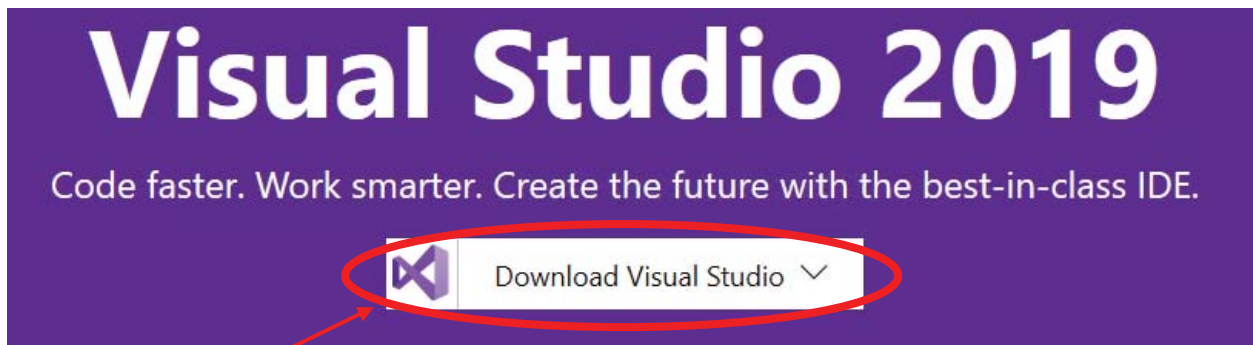 Visual Studio 2019
Code faster. Work smarter. Create the future with the best-in-class IDE.
Download Visual Studio